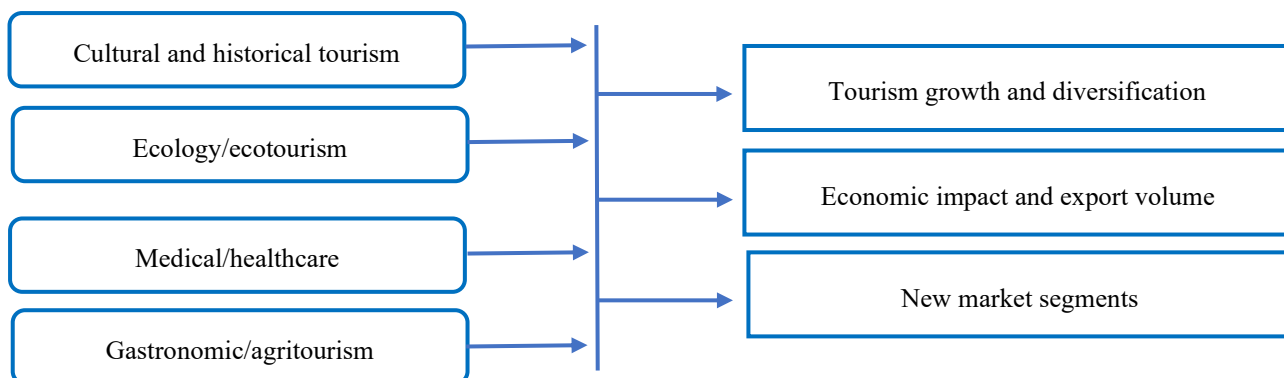 Cultural and historical tourism
Ecology/ecotourism
Medical/healthcare
Gastronomic/agritourism
Tourism growth and diversification
Economic impact and export volume
New market segments